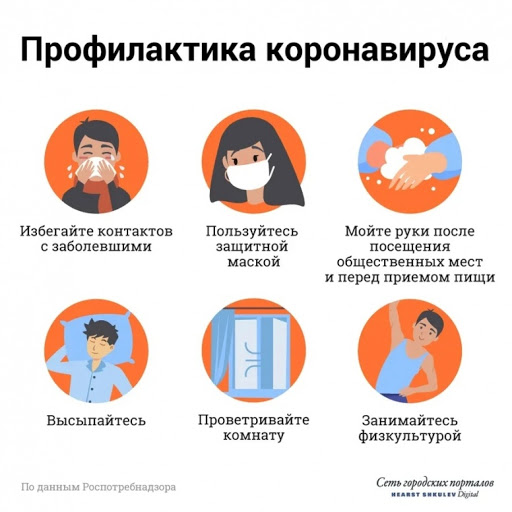 Профилактика коронавируса
Избегайте контактов
с заболевшими
Пользуйтесь
защитной
маской
Мойте руки после
посещения
общественных мест
и перед приемом пищи
Высыпайтесь
Проветривайте
комнату
Занимайтесь
физкультурой
По данным Роспотребнадзора
Сеть городских порталов
HEARST SHKULEV Digital